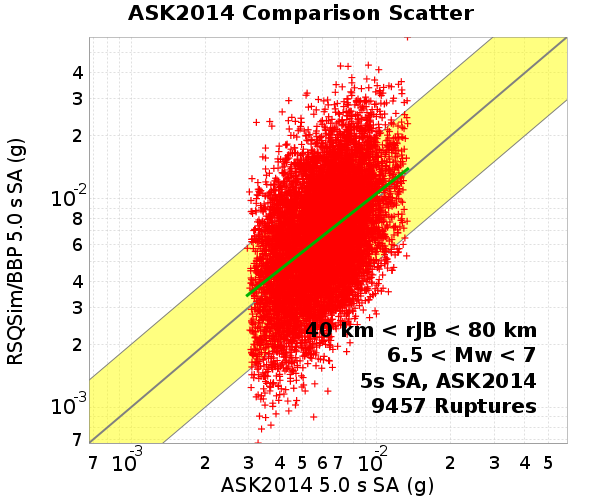 ASK2014 Comparison Scatter
RSQSim/BBP 5.0 s SA (g)
4
3
2
10-2
8
6
4
3
2
10-3
7
40 km < rJB < 80 km
6.5 < Mw < 7
5s SA, ASK2014
9457 Ruptures
7 10-3 2 3 4 5 6 7 10-2 2 3 4 5
ASK2014 5.0 s SA (g)